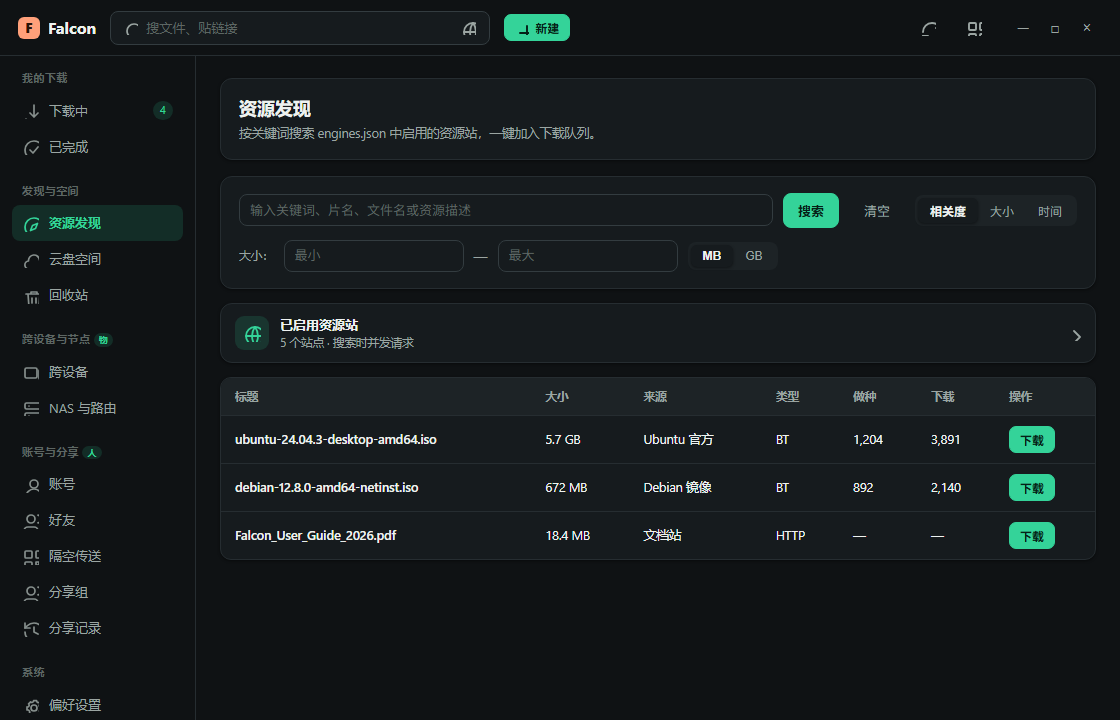 F Falcon
搜文件、贴链接
新建
我的下载
下载中 4
已完成
发现与空间
资源发现
云盘空间
回收站
跨设备与节点 物
跨设备
NAS 与路由
账号与分享 人
账号
好友
隔空传送
分享组
分享记录
系统
偏好设置
资源发现
按关键词搜索 engines.json 中启用的资源站，一键加入下载队列。
输入关键词、片名、文件名或资源描述 搜索 清空 相关度 大小 时间
大小: 最小 — 最大 MB GB
已启用资源站
5 个站点 · 搜索时并发请求
标题 大小 来源 类型 做种 下载 操作
ubuntu-24.04.3-desktop-amd64.iso 5.7 GB Ubuntu 官方 BT 1,204 3,891 下载
debian-12.8.0-amd64-netinst.iso 672 MB Debian 镜像 BT 892 2,140 下载
Falcon_User_Guide_2026.pdf 18.4 MB 文档站 HTTP — — 下载